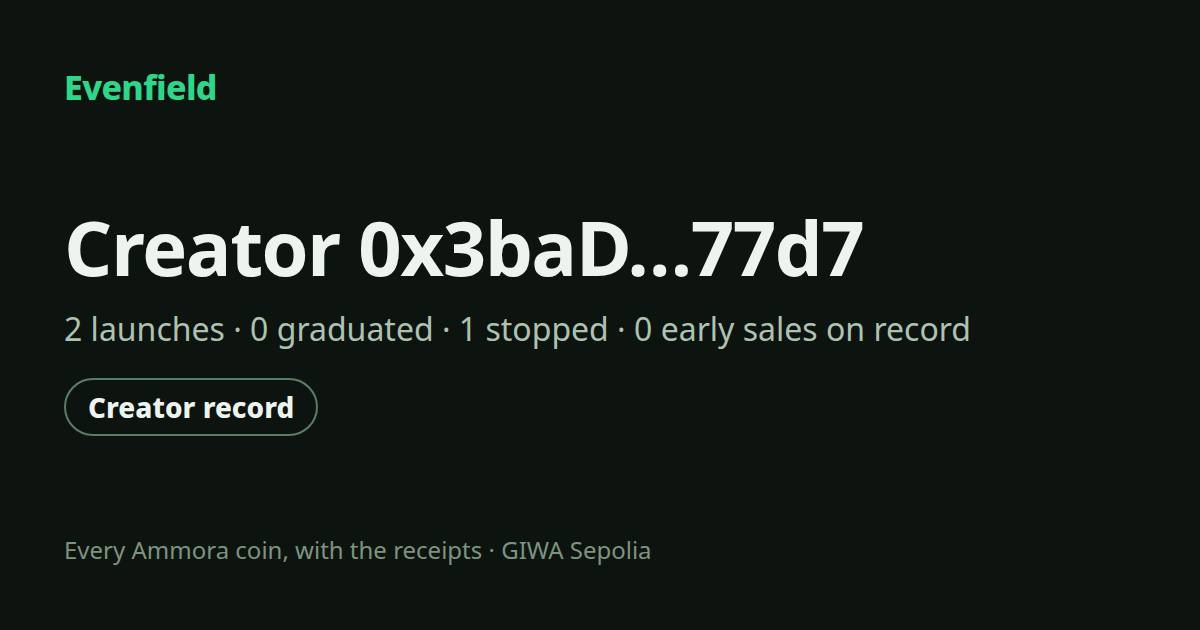 Evenfield
Creator 0x3baD…77d7
2 launches · 0 graduated · 1 stopped · 0 early sales on record
Creator record
Every Ammora coin, with the receipts · GIWA Sepolia